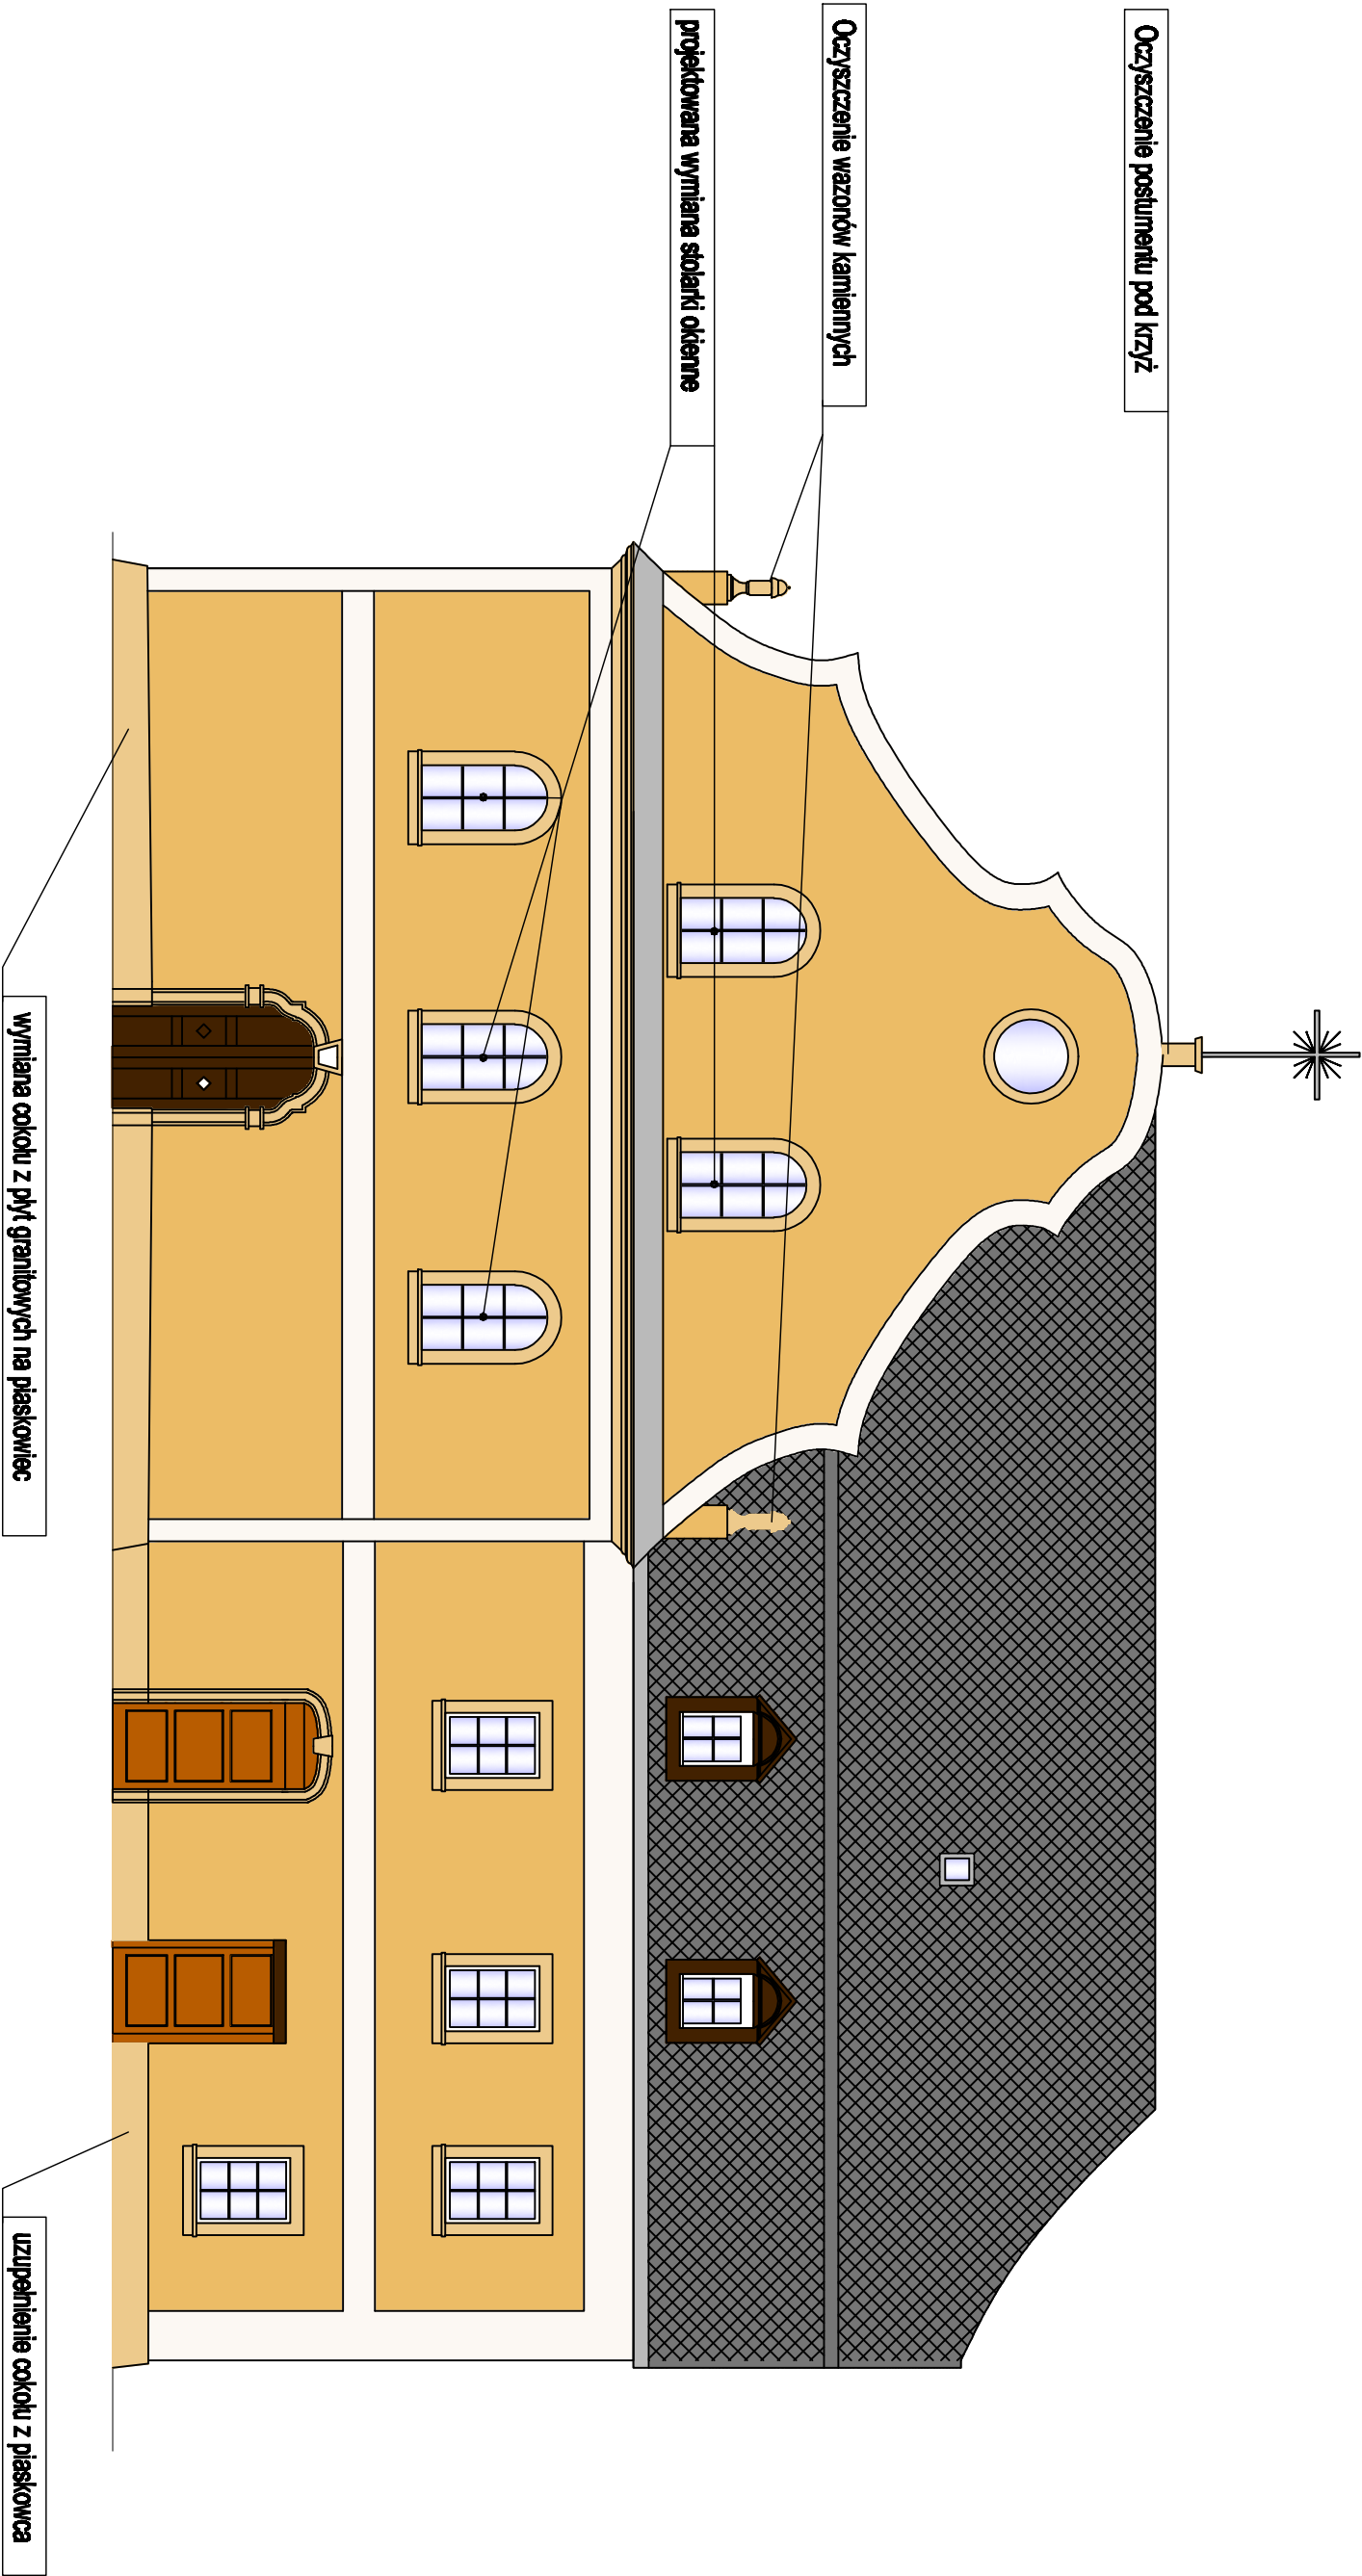 Oczyszczenie postumentu pod krzyż
Oczyszczenie wazonów kamiennych
projektowana wymiana stolarki okienne
wymiana cokołu z płyt granitowych na piaskowiec
uzupełnienie cokołu z piaskowca